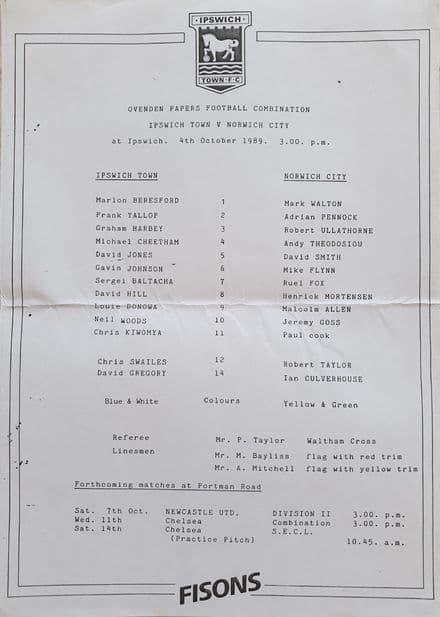 IPSWICH
TOWN·F·C
OVENDEN PAPERS FOOTBALL COMBINATION
IPSWICH TOWN V NORWICH CITY
at Ipswich. 4th October 1989. 3.00. p.m.
IPSWICH TOWN NORWICH CITY
Marlon BERESFORD 1 Mark WALTON
Frank YALLOP 2 Adrian PENNOCK
Graham HARBEY 3 Robert ULLATHORNE
Michael CHEETHAM 4 Andy THEODOSIOU
David JONES 5 David SMITH
Gavin JOHNSON 6 Mike FLYNN
Sergei BALTACHA 7 Ruel FOX
David HILL 8 Henrick MORTENSEN
Louie DONOWA 9 Malcolm ALLEN
Neil WOODS 10 Jeremy GOSS
Chris KIWOMYA 11 Paul cook
Chris SWAILES 12 Robert TAYLOR
David GREGORY 14 Ian CULVERHOUSE
Blue & White Colours Yellow & Green
Referee Mr. P. Taylor Waltham Cross
Linesmen Mr. M. Bayliss flag with red trim
Mr. A. Mitchell flag with yellow trim
Forthcoming matches at Portman Road
Sat. 7th Oct. NEWCASTLE UTD. DIVISION II 3.00. p.m.
Wed. 11th Chelsea Combination 3.00. p.m.
Sat. 14th Chelsea S.E.C.L.
(Practice Pitch) 10.45. a.m.
FISONS